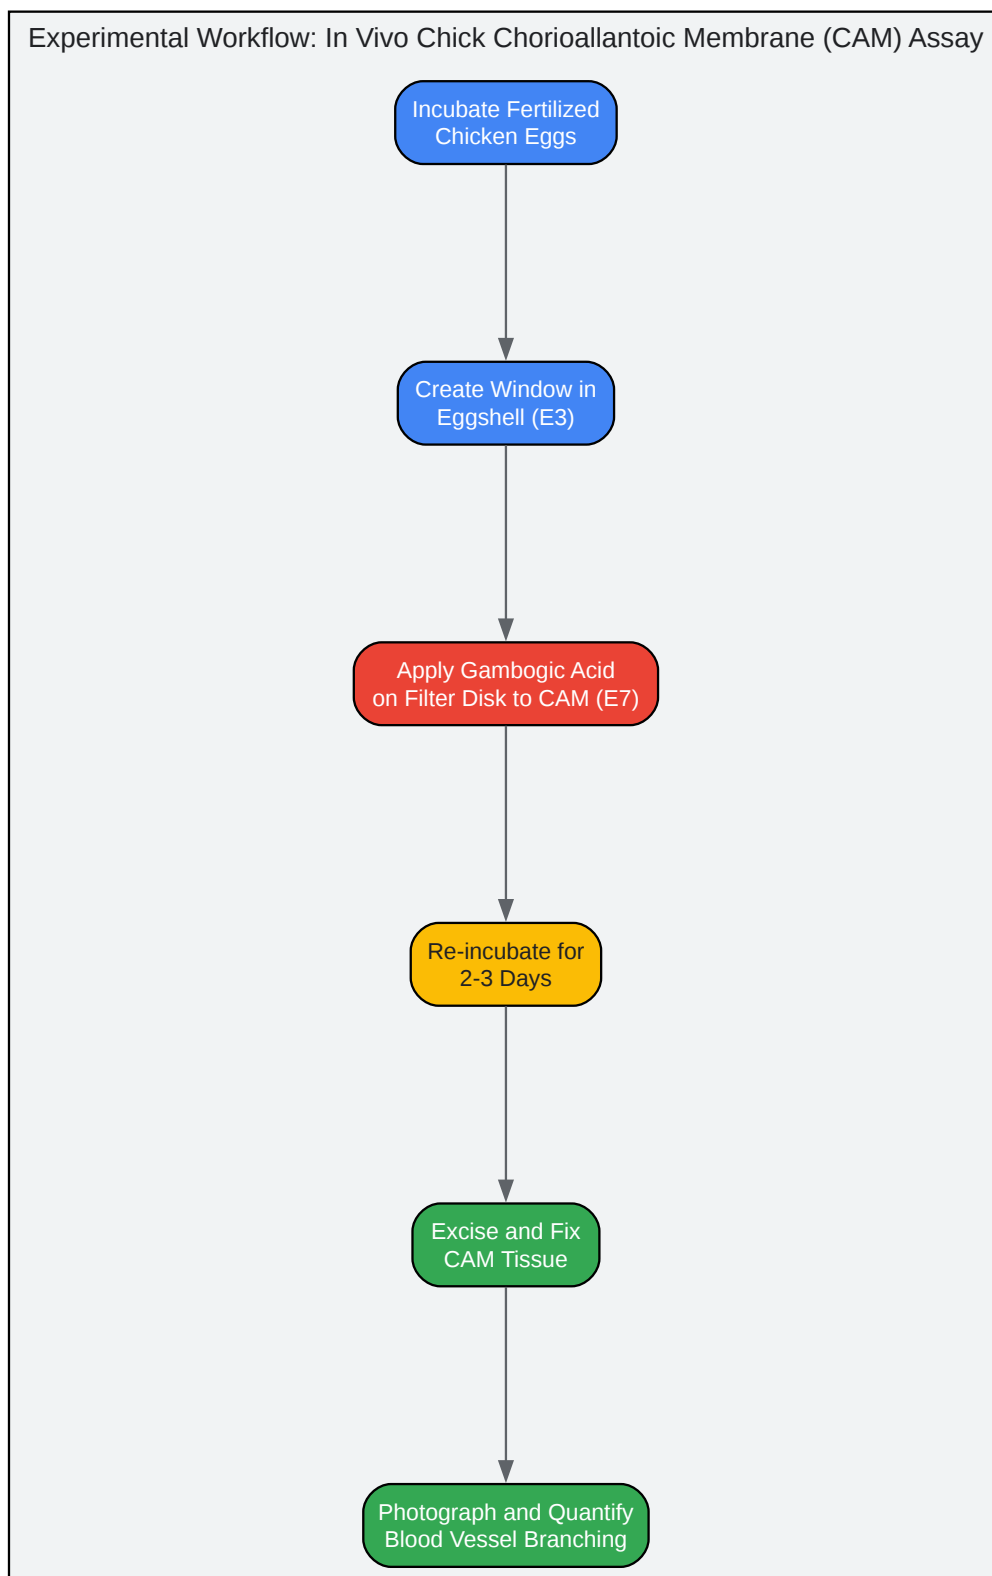 Experimental Workflow: In Vivo Chick Chorioallantoic Membrane (CAM) Assay
Incubate Fertilized
Chicken Eggs
Create Window in
Eggshell (E3)
Apply Gambogic Acid
on Filter Disk to CAM (E7)
Re-incubate for
2-3 Days
Excise and Fix
CAM Tissue
Photograph and Quantify
Blood Vessel Branching